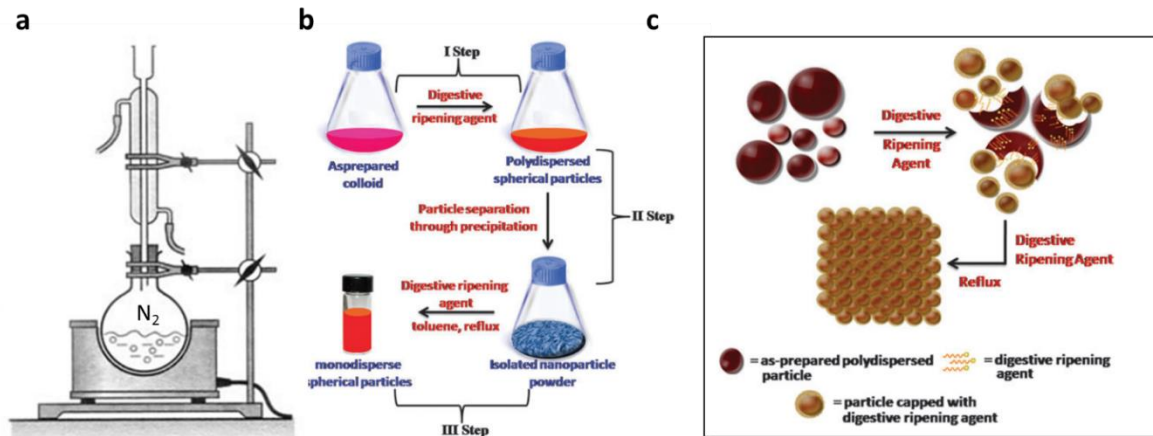 a
N2
b
I Step
Digestive
ripening agent
Asprepared
colloid
Polydispersed
spherical particles
Particle separation
through precipitation
II Step
Digestive ripening
agent
toluene, reflux
monodisperse
spherical particles
Isolated nanoparticle
powder
III Step
c
Digestive
Ripening
Agent
Digestive
Ripening Agent
Reflux
= as-prepared polydispersed
particle
= digestive ripening
agent
= particle capped with
digestive ripening agent